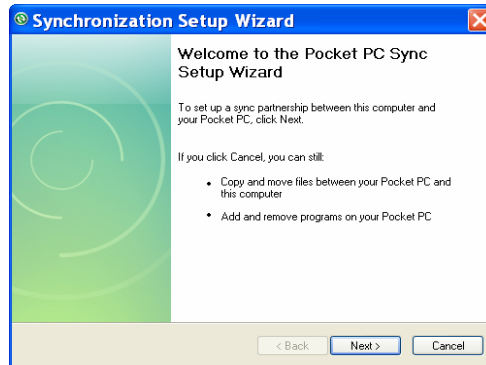 Synchronization Setup Wizard
Welcome to the Pocket PC Sync
Setup Wizard
To set up a sync partnership between this computer and
your Pocket PC, click Next.
If you click Cancel, you can still:
• Copy and move files between your Pocket PC and
this computer
• Add and remove programs on your Pocket PC
< Back Next > Cancel